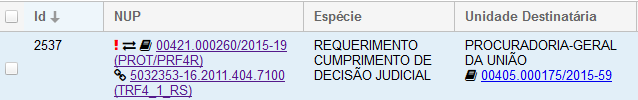 Id NUP Espécie Unidade Destinatária
2537 00421.000260/2015-19 REQUERIMENTO PROCURADORIA-GERAL
(PROT/PRF4R) CUMPRIMENTO DE DA UNIÃO
5032353-16.2011.404.7100 DECISÃO JUDICIAL 00405.000175/2015-59
(TRF4_1_RS)